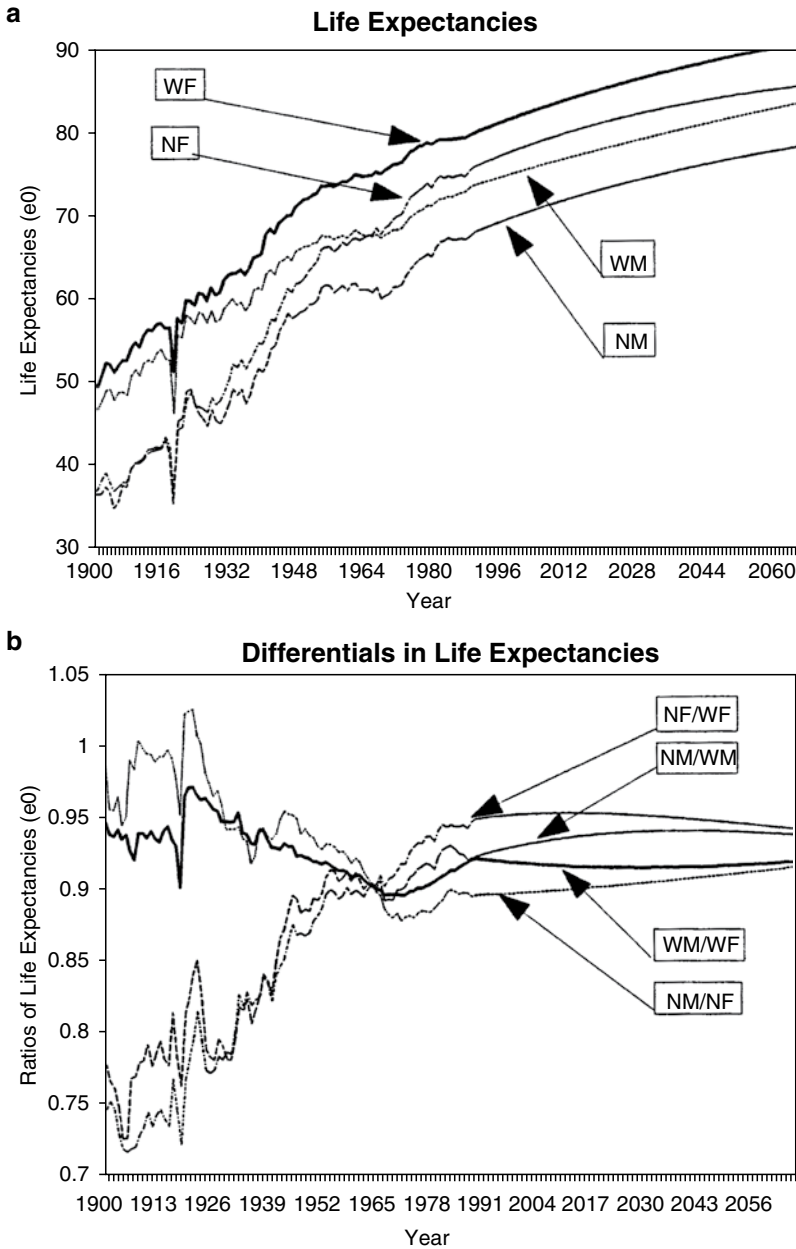 a
Life Expectancies
Life Expectancies (e0)
90
80
70
60
50
40
30
WF
NF
WM
NM
1900 1916 1932 1948 1964 1980 1996 2012 2028 2044 2060
Year
b
Differentials in Life Expectancies
Ratios of Life Expectancies (e0)
1.05
1
0.95
0.9
0.85
0.8
0.75
0.7
NF/WF
NM/WM
WM/WF
NM/NF
1900 1913 1926 1939 1952 1965 1978 1991 2004 2017 2030 2043 2056
Year